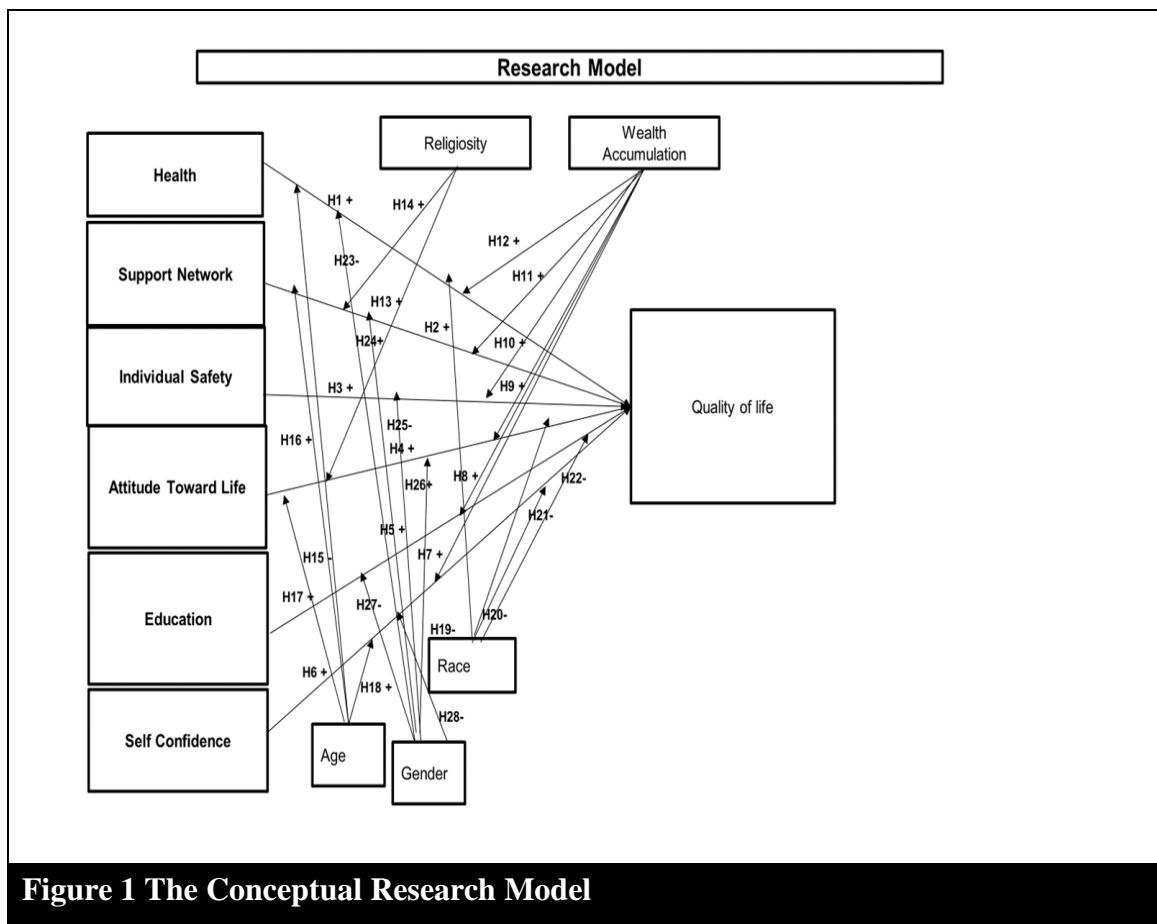 Research Model
Religiosity
Wealth
Accumulation
Health
Support Network
Individual Safety
Attitude Toward Life
Education
Self Confidence
Quality of life
Age
Gender
Race
H1 +
H14 +
H12 +
H23-
H11 +
H13 +
H2 +
H24+
H10 +
H9 +
H3 +
H25-
H16 +
H4 +
H8 +
H26+
H22-
H21-
H5 +
H15 -
H7 +
H17 +
H27-
H20-
H19-
H6 +
H18 +
H28-
Figure 1 The Conceptual Research Model